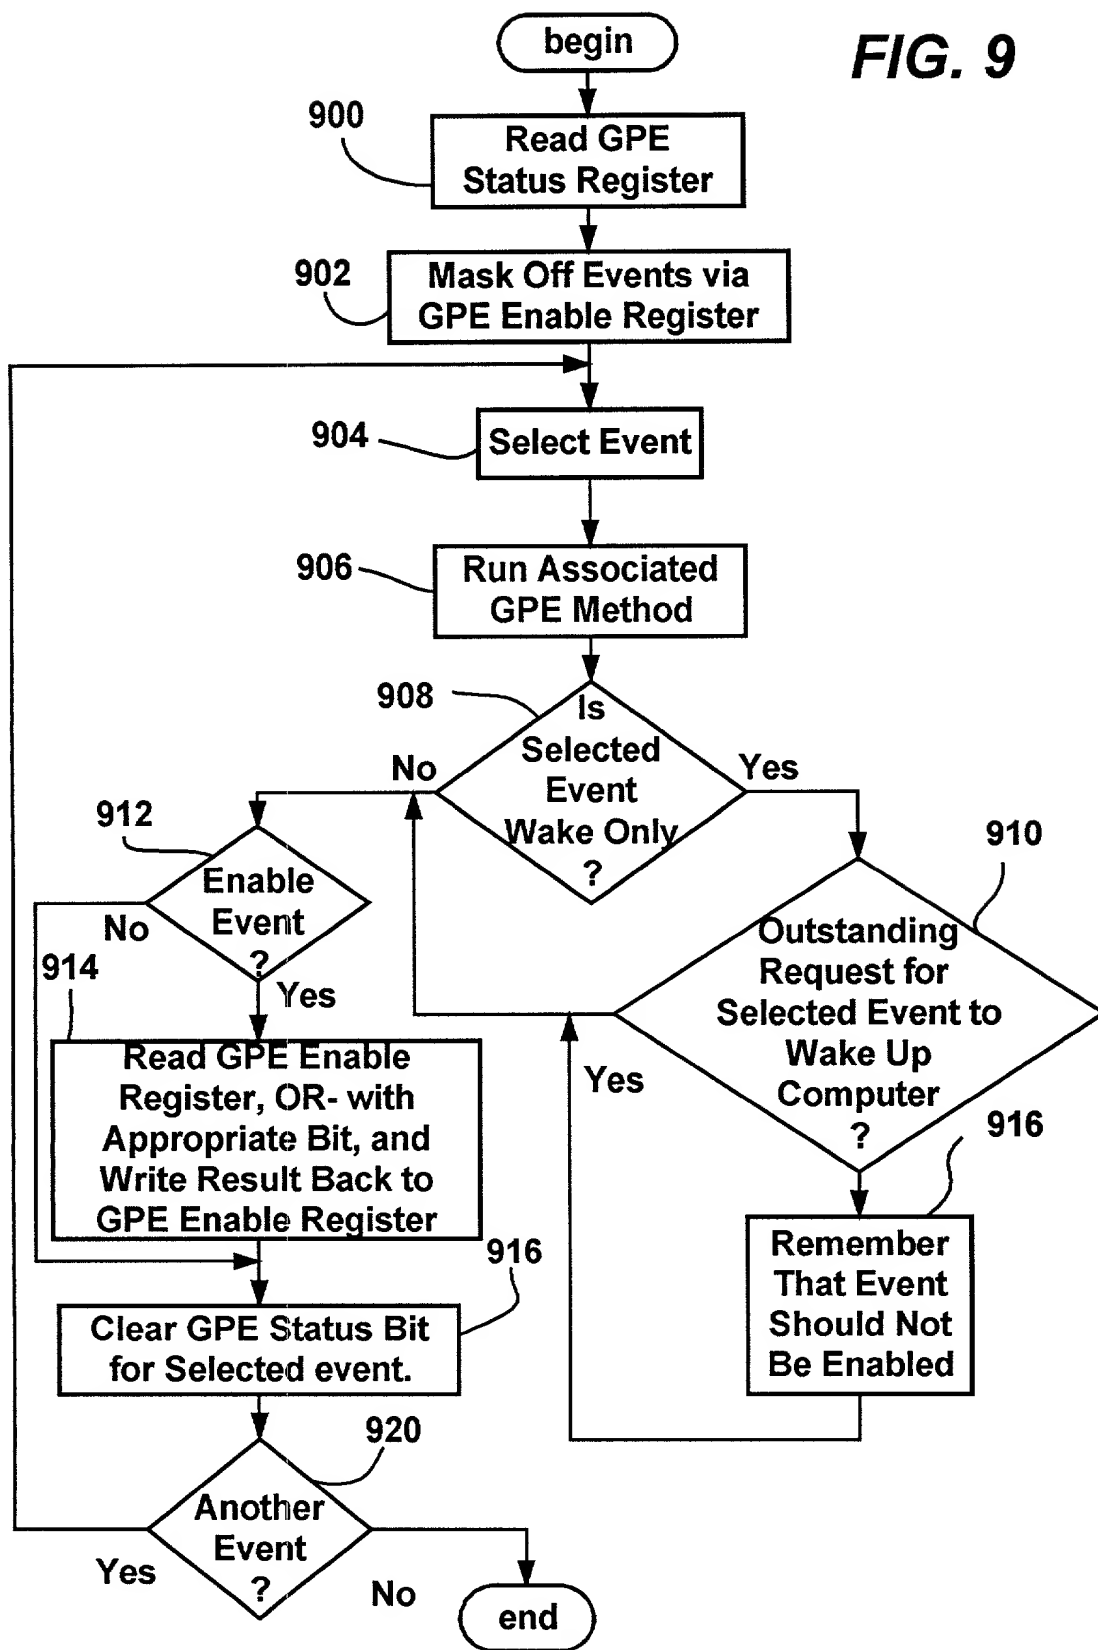 begin
FIG. 9
900
Read GPE
Status Register
902
Mask Off Events via
GPE Enable Register
904
Select Event
906
Run Associated
GPE Method
908
Is
Selected
Event
Wake Only
?
No
Yes
912
Enable
Event
?
No
Yes
910
Outstanding
Request for
Selected Event to
Wake Up
Computer
?
Yes
914
Read GPE Enable
Register, OR- with
Appropriate Bit, and
Write Result Back to
GPE Enable Register
916
Remember
That Event
Should Not
Be Enabled
916
Clear GPE Status Bit
for Selected event.
920
Another
Event
?
Yes
No
end